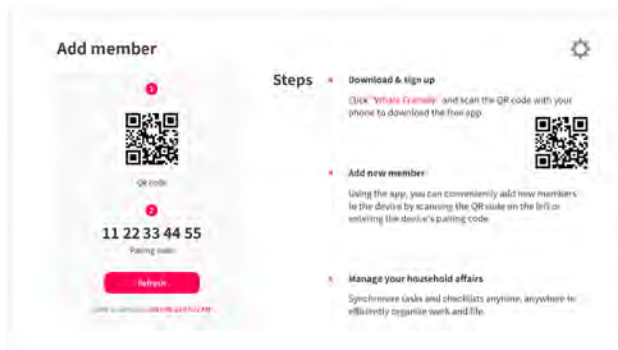 Add member
1
QR code
2
11 22 33 44 55
Pairing code
Refresh
Steps
Download & sign up
Click "Whale Friendly" and scan the QR code with your
phone to download the free app
Add new member
Using the app, you can conveniently add new members
to the device by scanning the QR code on the left or
entering the device's pairing code
Manage your household affairs
Synchronize tasks and checklists anytime, anywhere to
efficiently organize work and life.